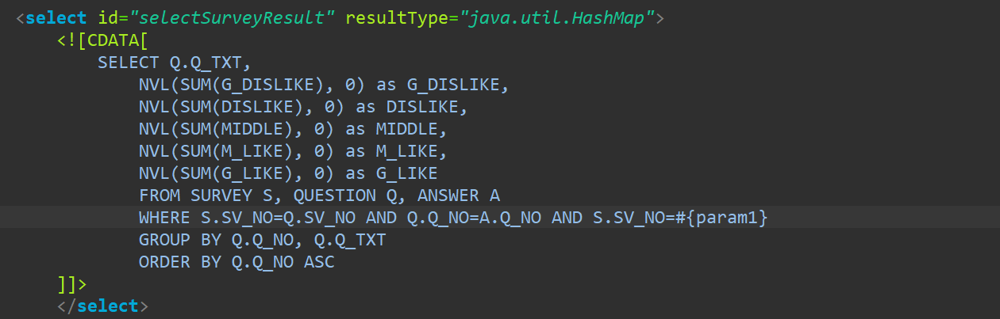 <select id="selectSurveyResult" resultType="java.util.HashMap">
<![CDATA[
SELECT Q.Q_TXT,
NVL(SUM(G_DISLIKE), 0) as G_DISLIKE,
NVL(SUM(DISLIKE), 0) as DISLIKE,
NVL(SUM(MIDDLE), 0) as MIDDLE,
NVL(SUM(M_LIKE), 0) as M_LIKE,
NVL(SUM(G_LIKE), 0) as G_LIKE
FROM SURVEY S, QUESTION Q, ANSWER A
WHERE S.SV_NO=Q.SV_NO AND Q.Q_NO=A.Q_NO AND S.SV_NO=#{param1}
GROUP BY Q.Q_NO, Q.Q_TXT
ORDER BY Q.Q_NO ASC
]]>
</select>